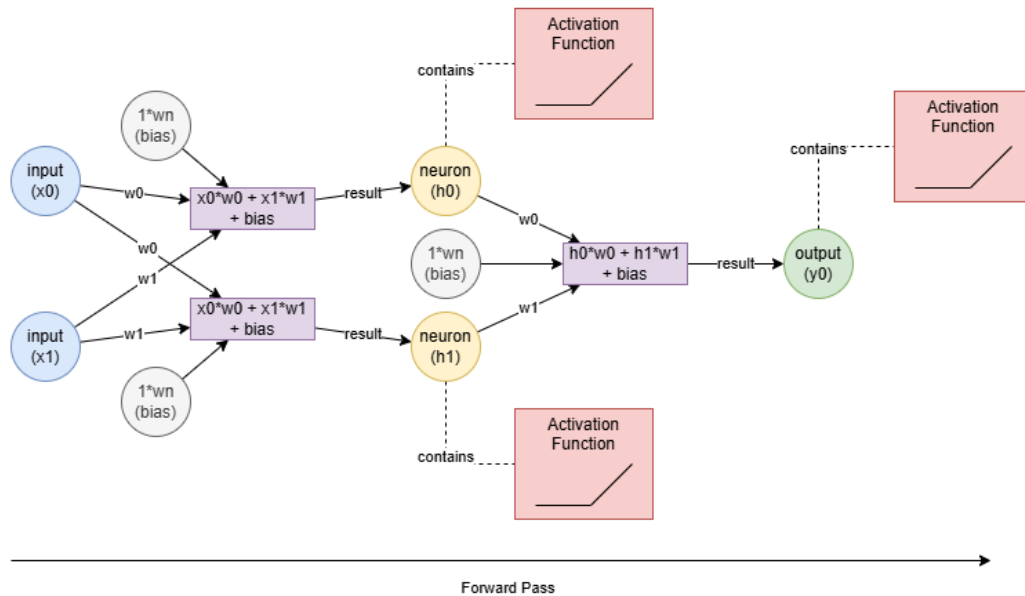 Activation
Function
contains
1*wn
(bias)
Activation
Function
contains
input
(x0)
w0
x0*w0 + x1*w1
+ bias
result
neuron
(h0)
w0
w0
1*wn
(bias)
h0*w0 + h1*w1
+ bias
result
output
(y0)
w1
x0*w0 + x1*w1
+ bias
w1
input
(x1)
w1
result
neuron
(h1)
1*wn
(bias)
Activation
Function
contains
Forward Pass